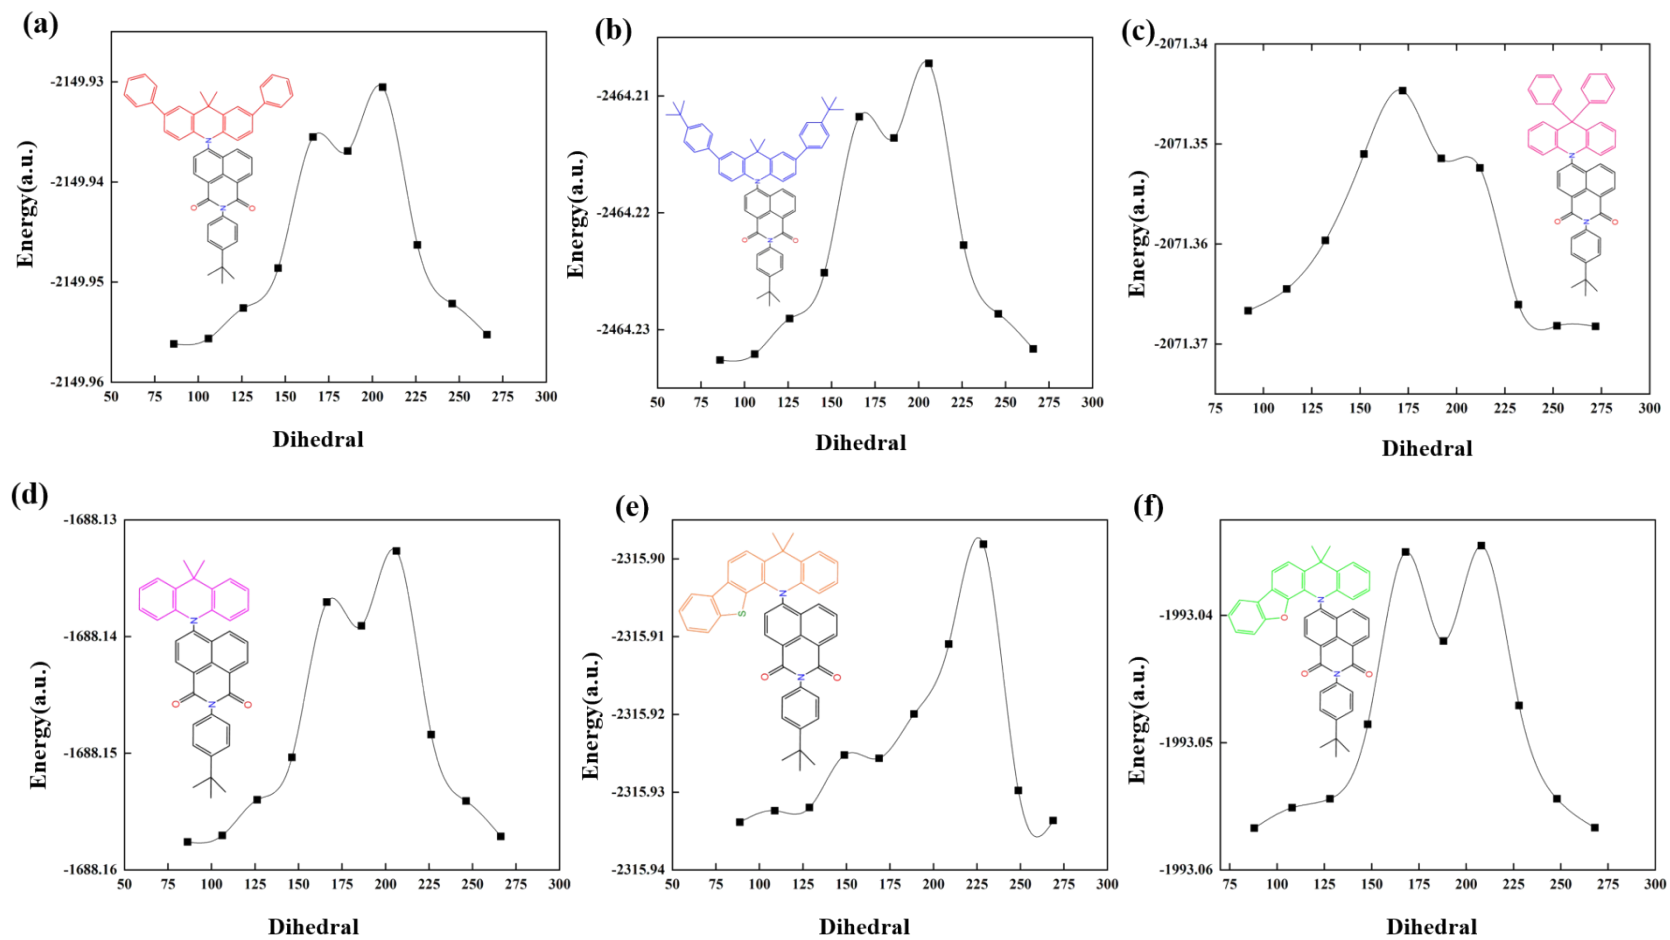 (a)
-2149.93
-2149.94
-2149.95
-2149.96
50 75 100 125 150 175 200 225 250 275 300
Energy(a.u.)
Dihedral
N
O N O
(b)
-2464.21
-2464.22
-2464.23
50 75 100 125 150 175 200 225 250 275 300
Energy(a.u.)
Dihedral
N
O N O
(c)
-2071.34
-2071.35
-2071.36
-2071.37
75 100 125 150 175 200 225 250 275 300
Energy(a.u.)
Dihedral
N
O N O
(d)
-1688.13
-1688.14
-1688.15
-1688.16
50 75 100 125 150 175 200 225 250 275 300
Energy(a.u.)
Dihedral
N
O N O
(e)
-2315.90
-2315.91
-2315.92
-2315.93
-2315.94
50 75 100 125 150 175 200 225 250 275 300
Energy(a.u.)
Dihedral
N
S
O N O
(f)
-1993.04
-1993.05
-1993.06
75 100 125 150 175 200 225 250 275 300
Energy(a.u.)
Dihedral
N
O
O N O